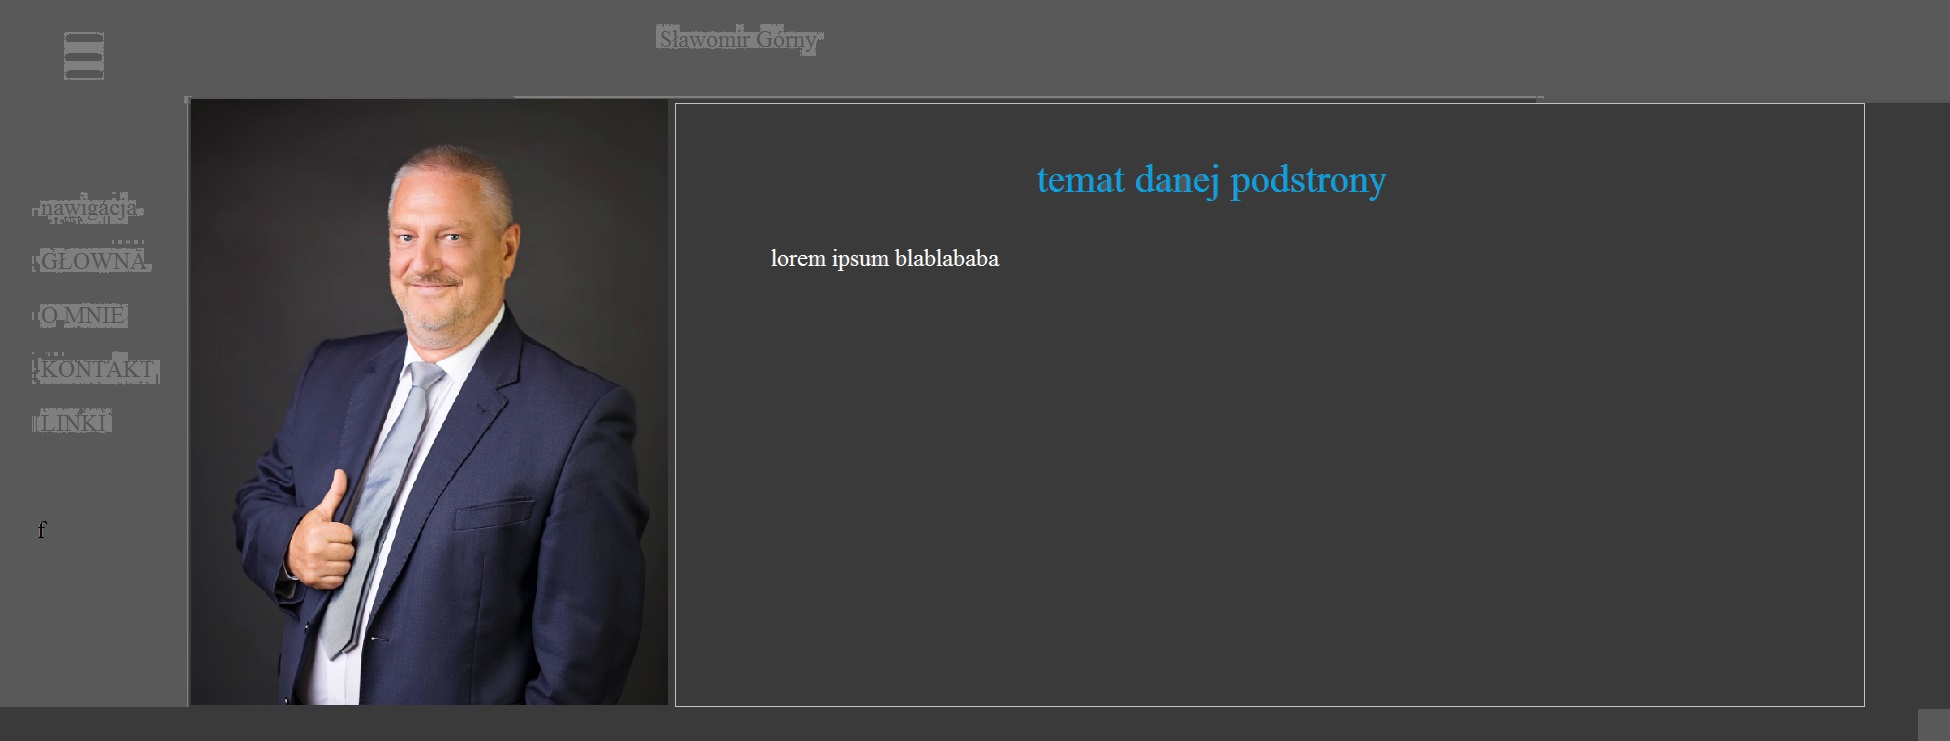 Sławomir Górny
nawigacja
GŁOWNA
O MNIE
KONTAKT
LINKI
f
temat danej podstrony
lorem ipsum blablababa